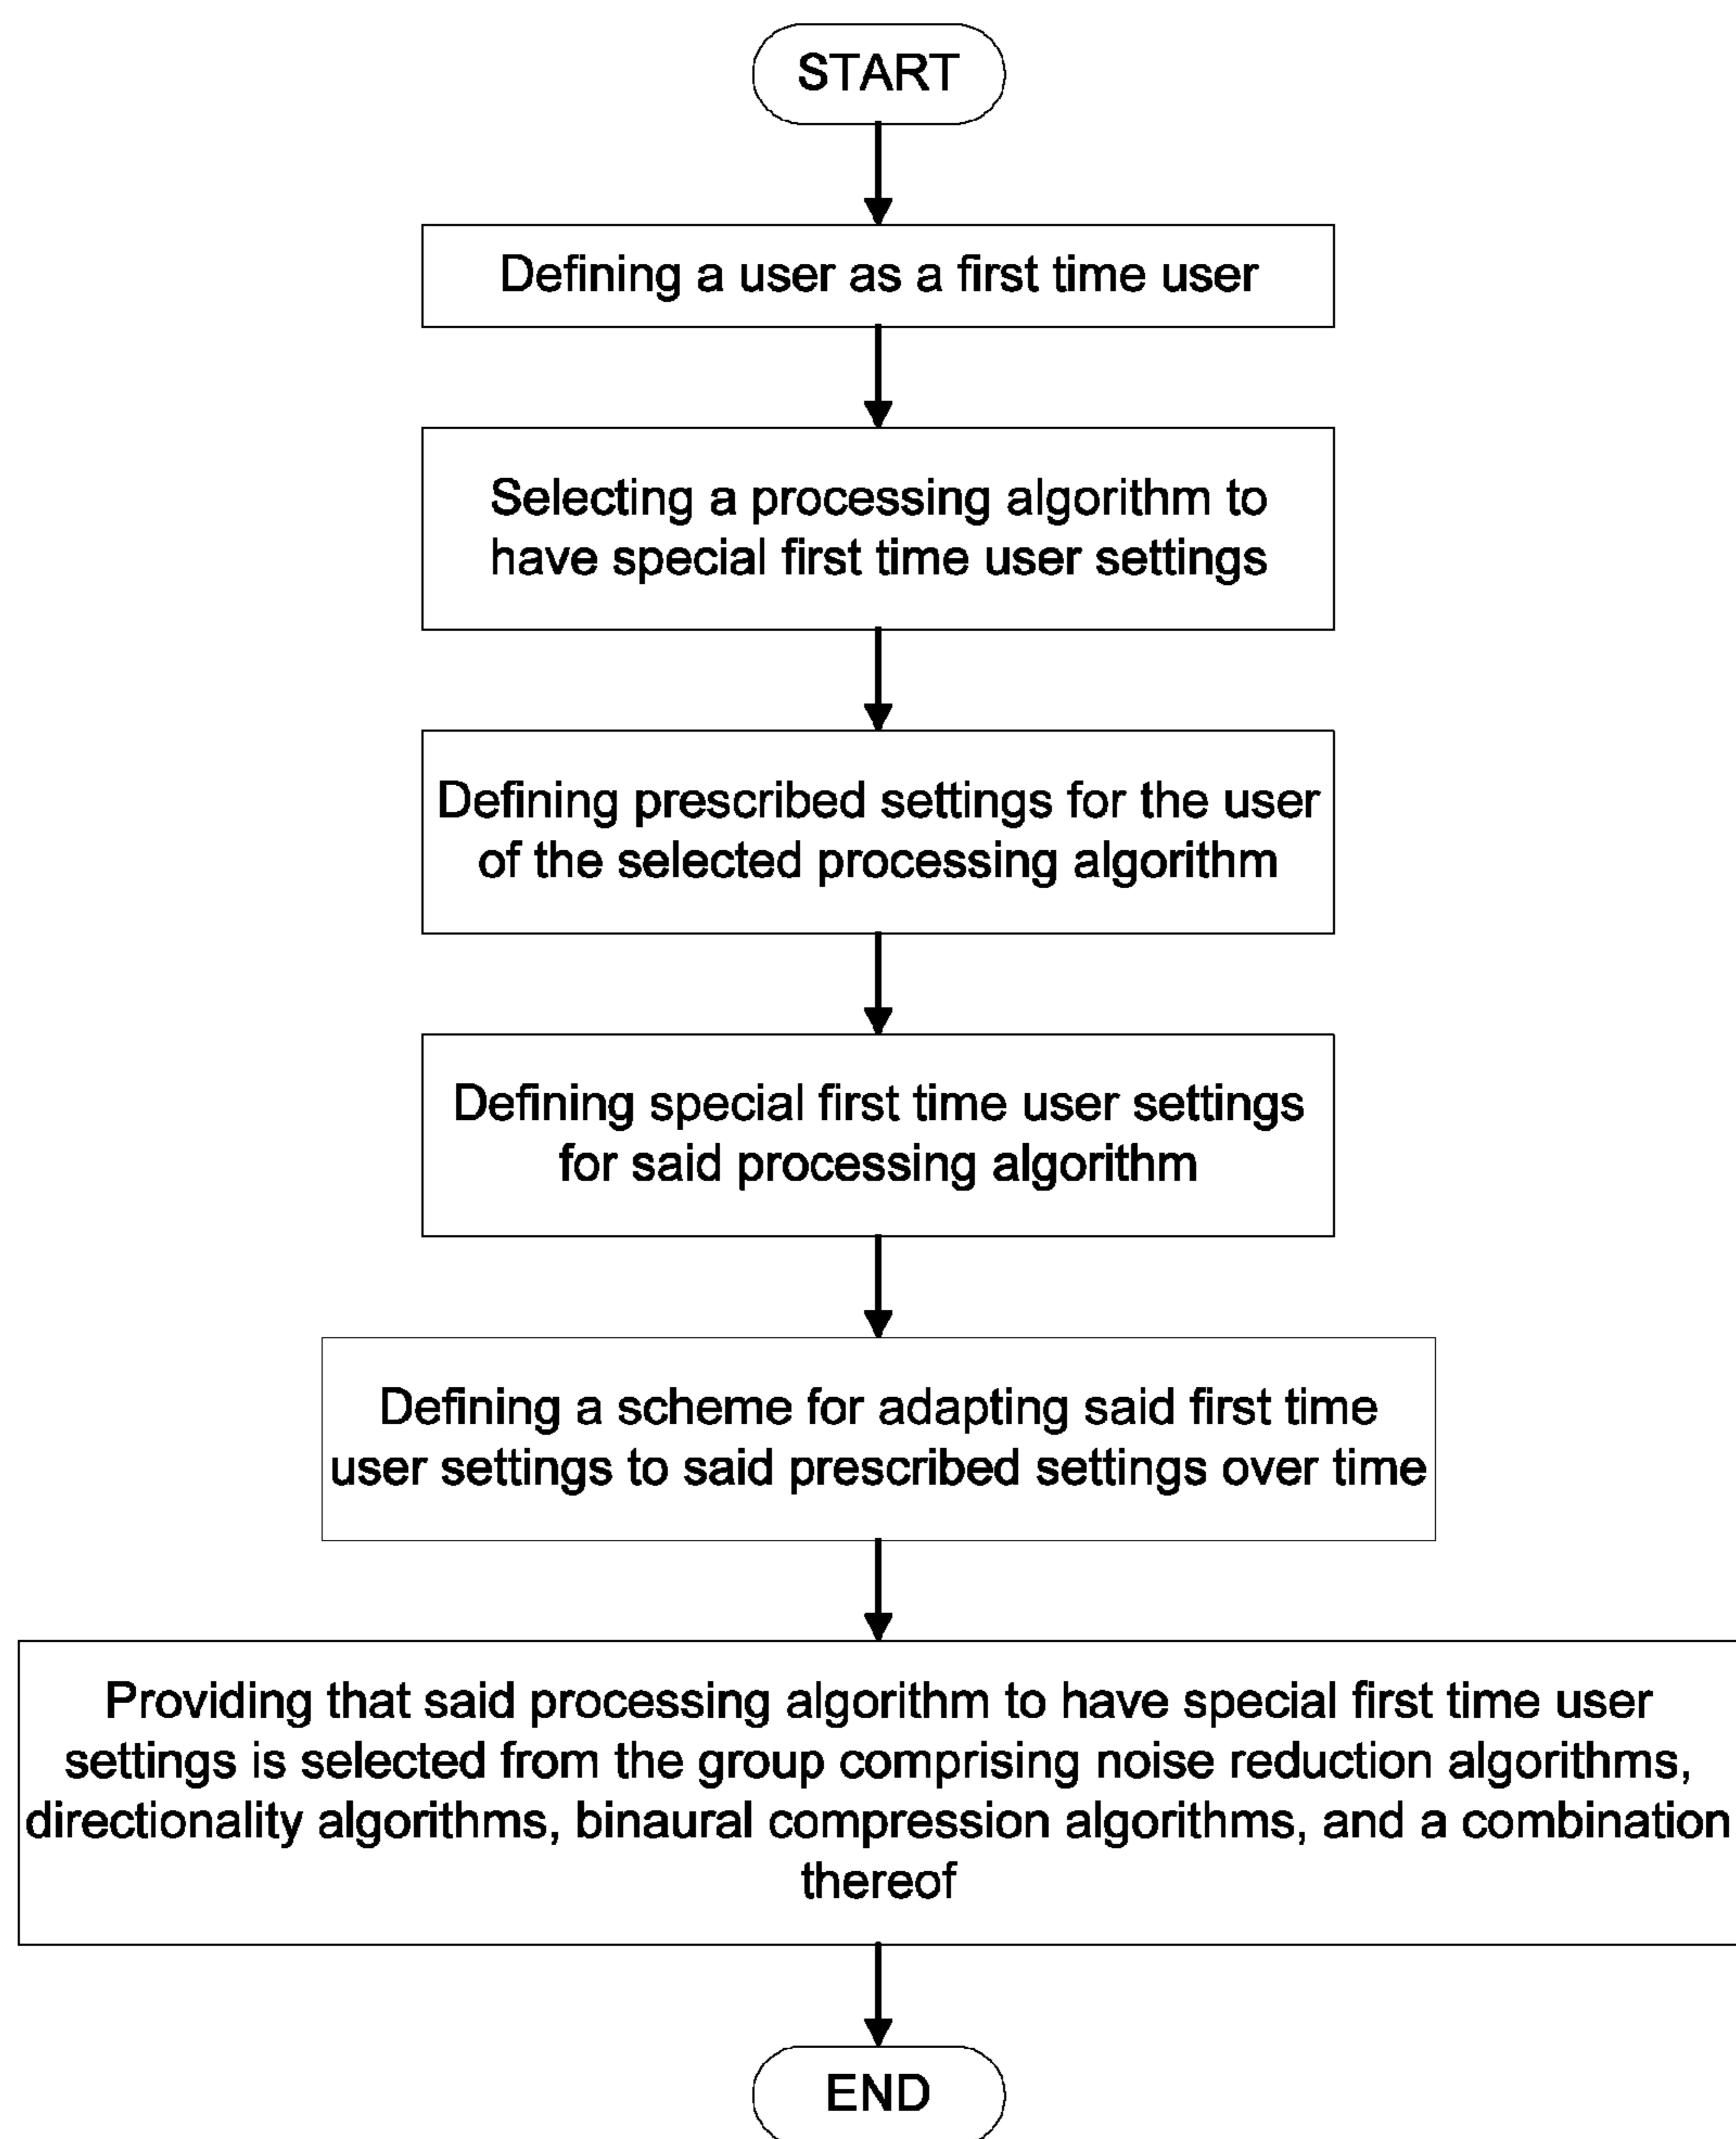 START
Defining a user as a first time user
Selecting a processing algorithm to
have special first time user settings
Defining prescribed settings for the user
of the selected processing algorithm
Defining special first time user settings
for said processing algorithm
Defining a scheme for adapting said first time
user settings to said prescribed settings over time
Providing that said processing algorithm to have special first time user
settings is selected from the group comprising noise reduction algorithms,
directionality algorithms, binaural compression algorithms, and a combination
thereof
END